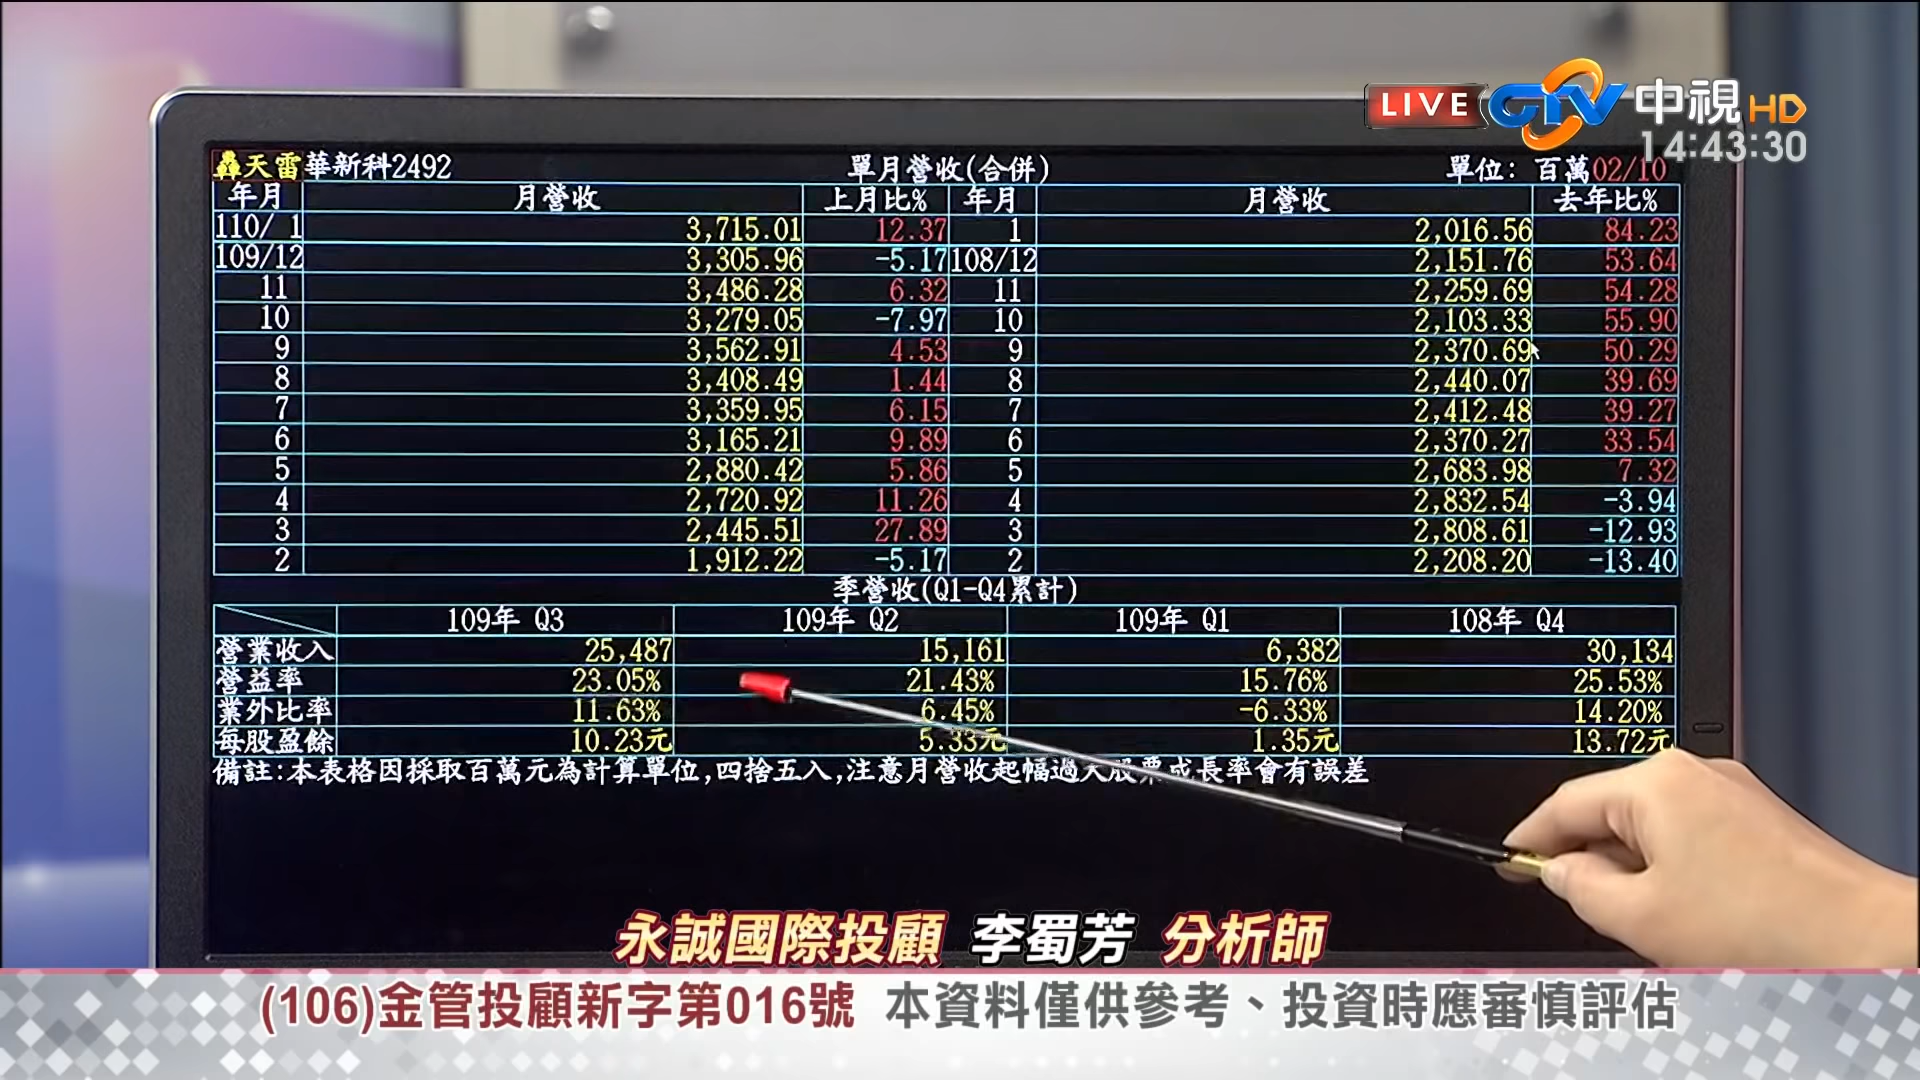 LIVE CTV 中視 HD
14:43:30
轟天雷 華新科2492 單月營收(合併) 單位: 百萬 02/10
年月 月營收 上月比% 年月 月營收 去年比%
110/ 1 3,715.01 12.37 1 2,016.56 84.23
109/12 3,305.96 -5.17 108/12 2,151.76 53.64
11 3,486.28 6.32 11 2,259.69 54.28
10 3,279.05 -7.97 10 2,103.33 55.90
9 3,562.91 4.53 9 2,370.69 50.29
8 3,408.49 1.44 8 2,440.07 39.69
7 3,359.95 6.15 7 2,412.48 39.27
6 3,165.21 9.89 6 2,370.27 33.54
5 2,880.42 5.86 5 2,683.98 7.32
4 2,720.92 11.26 4 2,832.54 -3.94
3 2,445.51 27.89 3 2,808.61 -12.93
2 1,912.22 -5.17 2 2,208.20 -13.40
季營收(Q1-Q4累計)
109年 Q3 109年 Q2 109年 Q1 108年 Q4
營業收入 25,487 15,161 6,382 30,134
營益率 23.05% 21.43% 15.76% 25.53%
業外比率 11.63% 6.45% -6.33% 14.20%
每股盈餘 10.23元 5.33元 1.35元 13.72元
備註:本表格因採取百萬元為計算單位,四捨五入,注意月營收起幅過大股票成長率會有誤差
永誠國際投顧 李蜀芳 分析師
(106)金管投顧新字第016號 本資料僅供參考、投資時應審慎評估